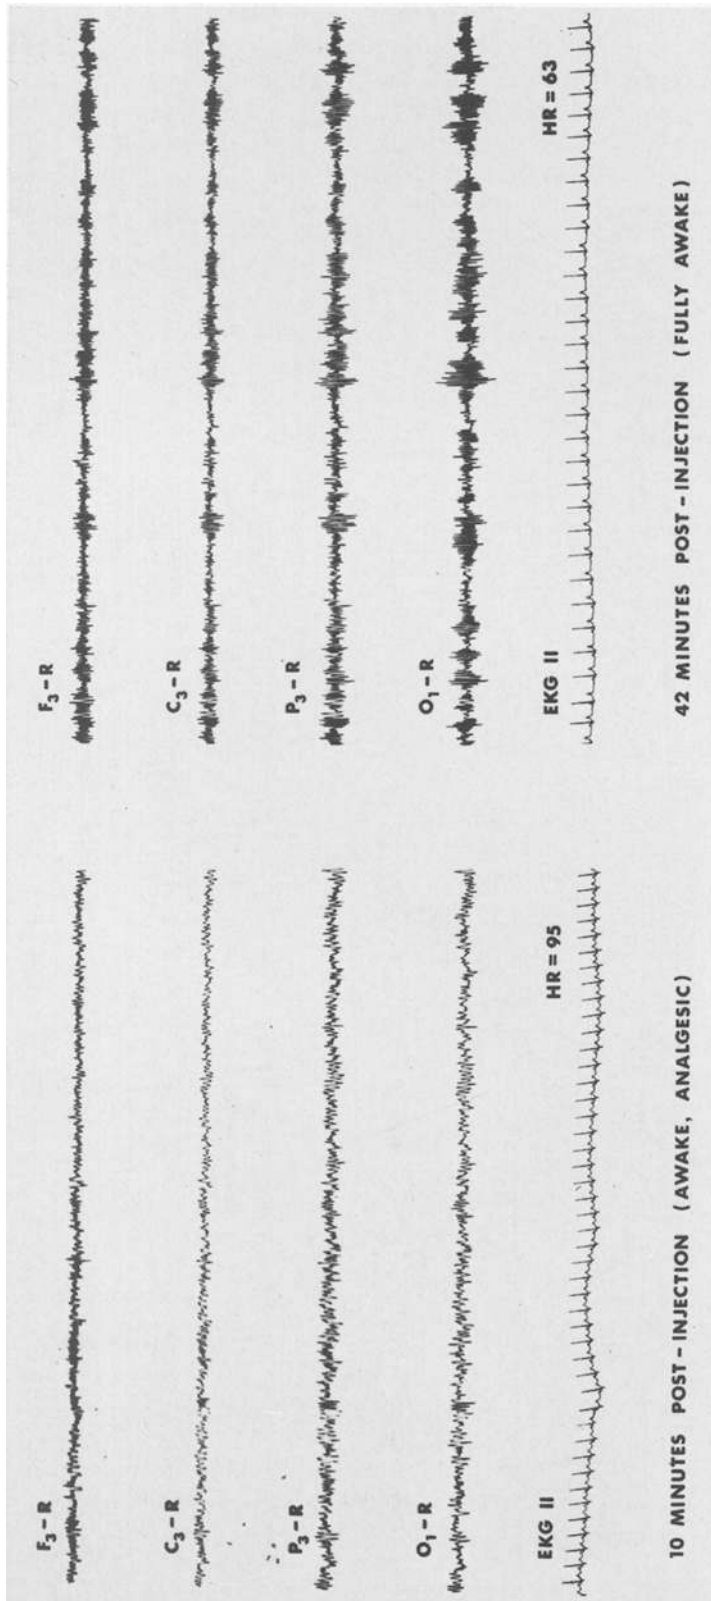 F₃-R
C₃-R
P₃-R
O₁-R
HR = 95
EKG II
10 MINUTES POST-INJECTION (AWAKE, ANALGESIC)
F₃-R
C₃-R
P₃-R
O₁-R
HR = 63
EKG II
42 MINUTES POST-INJECTION (FULLY AWAKE)